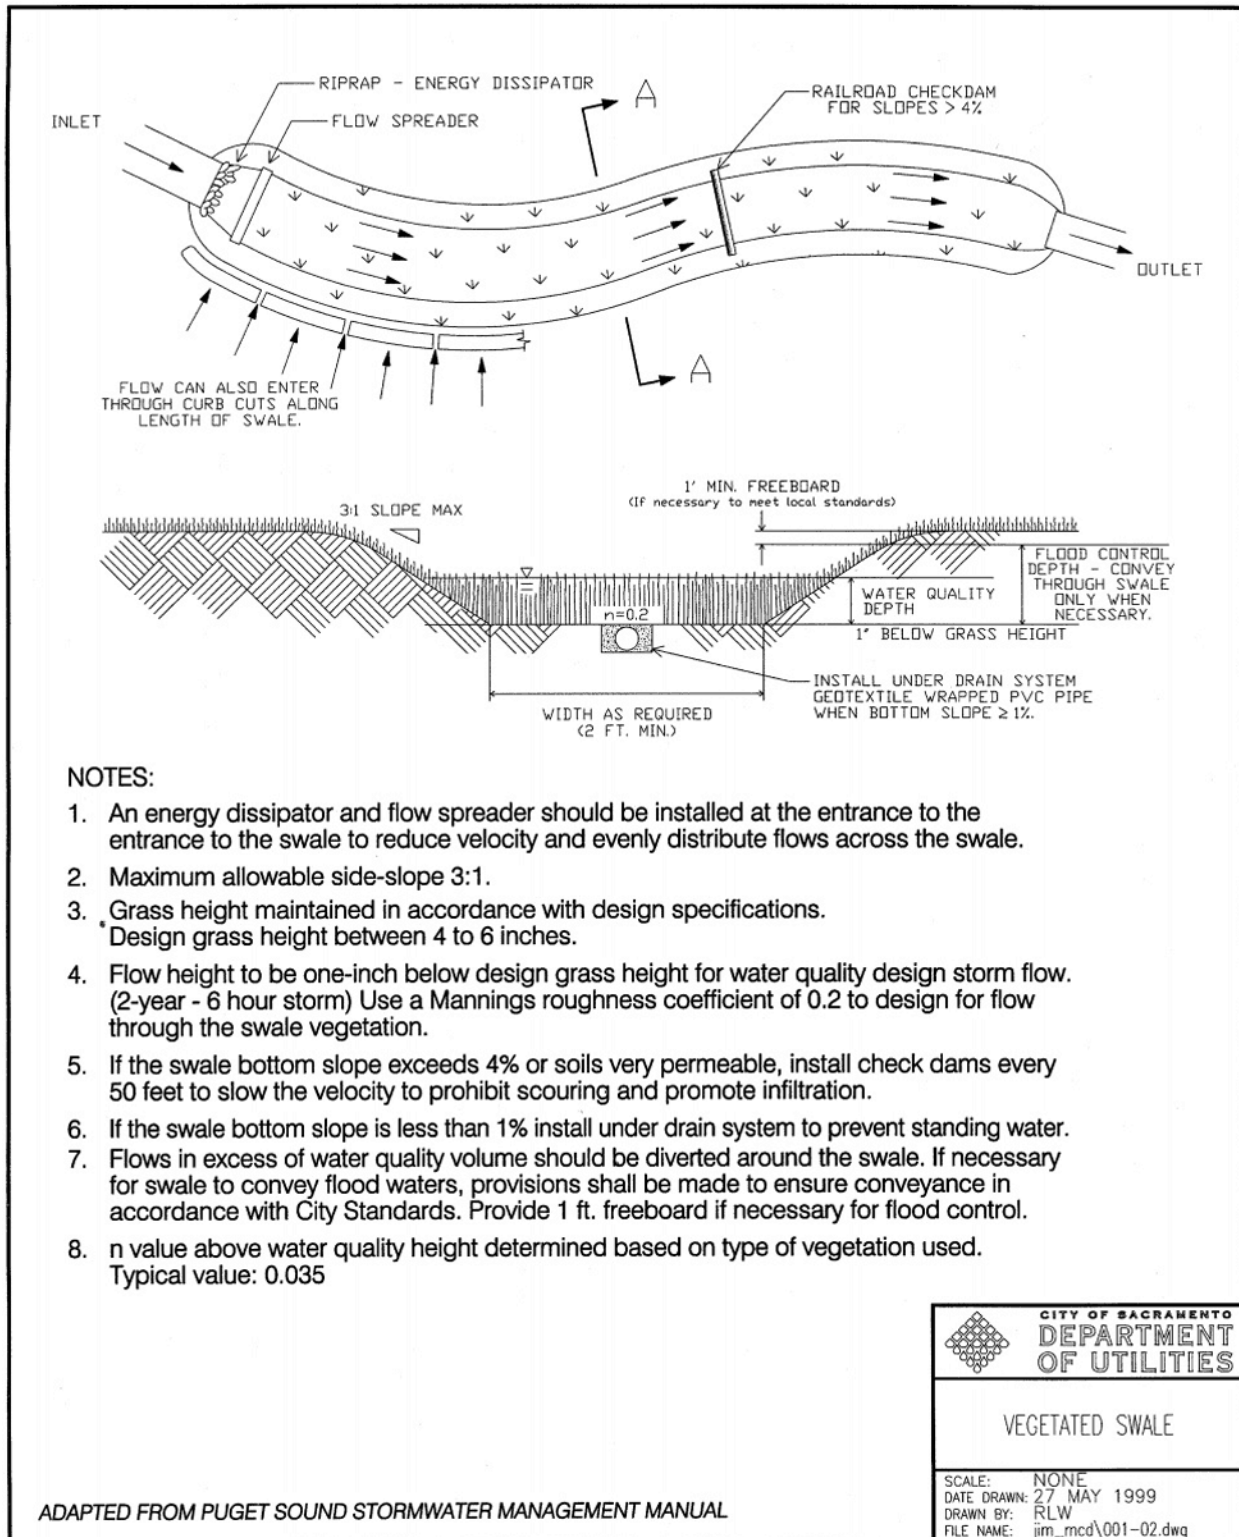 RIPRAP - ENERGY DISSIPATOR
FLOW SPREADER
INLET
A
RAILROAD CHECKDAM
FOR SLOPES > 4%
OUTLET
A
FLOW CAN ALSO ENTER
THROUGH CURB CUTS ALONG
LENGTH OF SWALE.
1' MIN. FREEBOARD
(If necessary to meet local standards)
3:1 SLOPE MAX
FLOOD CONTROL
DEPTH - CONVEY
THROUGH SWALE
ONLY WHEN
NECESSARY.
WATER QUALITY
DEPTH
n=0.2
1" BELOW GRASS HEIGHT
INSTALL UNDER DRAIN SYSTEM
GEOTEXTILE WRAPPED PVC PIPE
WHEN BOTTOM SLOPE ≥ 1%.
WIDTH AS REQUIRED
(2 FT. MIN.)
NOTES:
1. An energy dissipator and flow spreader should be installed at the entrance to the
entrance to the swale to reduce velocity and evenly distribute flows across the swale.
2. Maximum allowable side-slope 3:1.
3. Grass height maintained in accordance with design specifications.
Design grass height between 4 to 6 inches.
4. Flow height to be one-inch below design grass height for water quality design storm flow.
(2-year - 6 hour storm) Use a Mannings roughness coefficient of 0.2 to design for flow
through the swale vegetation.
5. If the swale bottom slope exceeds 4% or soils very permeable, install check dams every
50 feet to slow the velocity to prohibit scouring and promote infiltration.
6. If the swale bottom slope is less than 1% install under drain system to prevent standing water.
7. Flows in excess of water quality volume should be diverted around the swale. If necessary
for swale to convey flood waters, provisions shall be made to ensure conveyance in
accordance with City Standards. Provide 1 ft. freeboard if necessary for flood control.
8. n value above water quality height determined based on type of vegetation used.
Typical value: 0.035
CITY OF SACRAMENTO
DEPARTMENT
OF UTILITIES
VEGETATED SWALE
SCALE: NONE
DATE DRAWN: 27 MAY 1999
DRAWN BY: RLW
FILE NAME: jim_mcd\001-02.dwg
ADAPTED FROM PUGET SOUND STORMWATER MANAGEMENT MANUAL